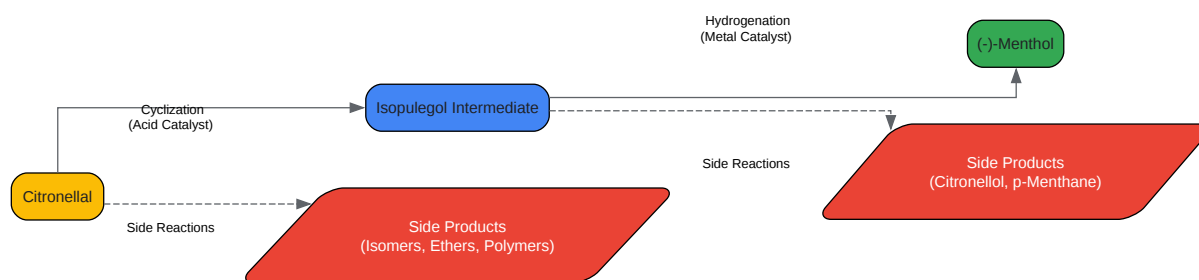 Hydrogenation
(Metal Catalyst)
(-)-Menthol
Cyclization
(Acid Catalyst)
Isopulegol Intermediate
Side Reactions
Side Products
(Citronellol, p-Menthane)
Citronellal
Side Reactions
Side Products
(Isomers, Ethers, Polymers)